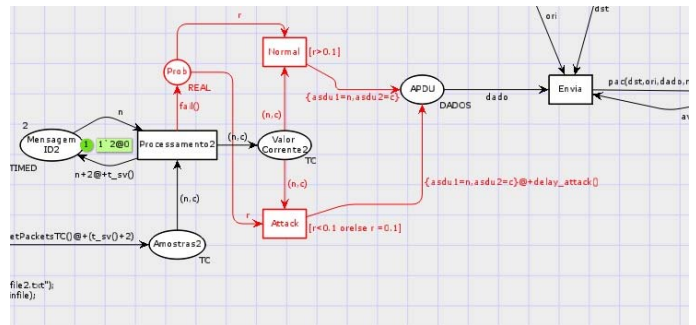 ori
dst
r
Normal
[r>0.1]
Prob
REAL
fail()
(n,c)
{asdu1=n,asdu2=c}
APDU
DADOS
dado
Envia
pac(dst,ori,dado,n
av
2
n
Mensagem
ID2
1
1`2@0
TIMED
Processamento2
(n,c)
Valor
Corrente2
TC
n+2@+t_sv()
(n,c)
(n,c)
{asdu1=n,asdu2=c}@+delay_attack()
r
Attack
[r<0.1 orelse r =0.1]
etPacketsTC()@+(t_sv()+2)
Amostras2
TC
file2.txt");
infile);